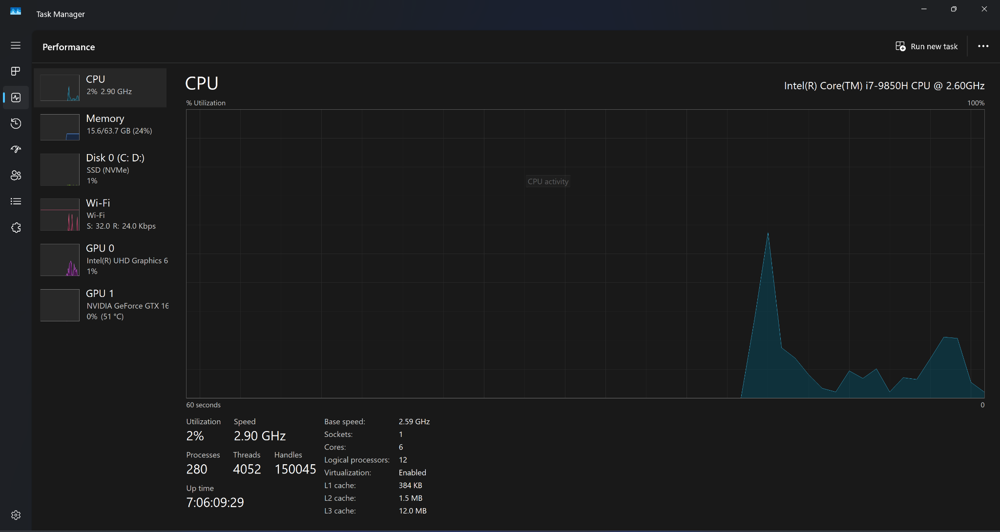 Task Manager
Performance
Run new task
CPU
2% 2.90 GHz
Memory
15.6/63.7 GB (24%)
Disk 0 (C: D:)
SSD (NVMe)
1%
Wi-Fi
Wi-Fi
S: 32.0 R: 24.0 Kbps
GPU 0
Intel(R) UHD Graphics 6
1%
GPU 1
NVIDIA GeForce GTX 16
0% (51 °C)
CPU
Intel(R) Core(TM) i7-9850H CPU @ 2.60GHz
% Utilization
100%
CPU activity
60 seconds
0
Utilization
2%
Speed
2.90 GHz
Processes
280
Threads
4052
Handles
150045
Up time
7:06:09:29
Base speed: 2.59 GHz
Sockets: 1
Cores: 6
Logical processors: 12
Virtualization: Enabled
L1 cache: 384 KB
L2 cache: 1.5 MB
L3 cache: 12.0 MB